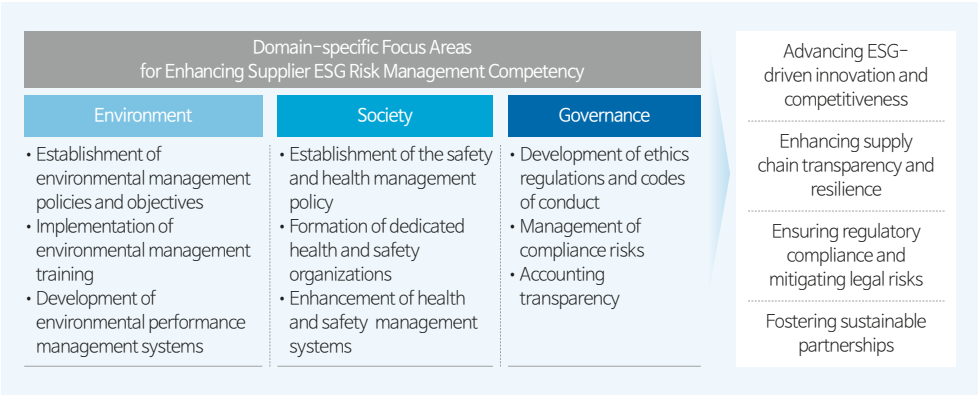 Domain-specific Focus Areas
for Enhancing Supplier ESG Risk Management Competency
Environment
• Establishment of
environmental management
policies and objectives
• Implementation of
environmental management
training
• Development of
environmental performance
management systems
Society
• Establishment of the safety
and health management
policy
• Formation of dedicated
health and safety
organizations
• Enhancement of health
and safety management
systems
Governance
• Development of ethics
regulations and codes
of conduct
• Management of
compliance risks
• Accounting
transparency
Advancing ESG-
driven innovation and
competitiveness
Enhancing supply
chain transparency and
resilience
Ensuring regulatory
compliance and
mitigating legal risks
Fostering sustainable
partnerships